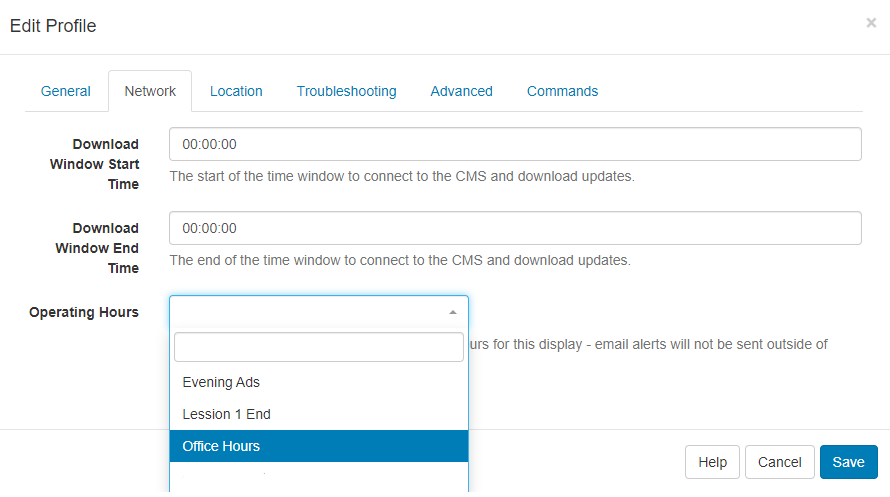 Edit Profile
×
General Network Location Troubleshooting Advanced Commands
Download
Window Start
Time
00:00:00
The start of the time window to connect to the CMS and download updates.
Download
Window End
Time
00:00:00
The end of the time window to connect to the CMS and download updates.
Operating Hours
urs for this display - email alerts will not be sent outside of
Evening Ads
Lession 1 End
Office Hours
Help Cancel Save